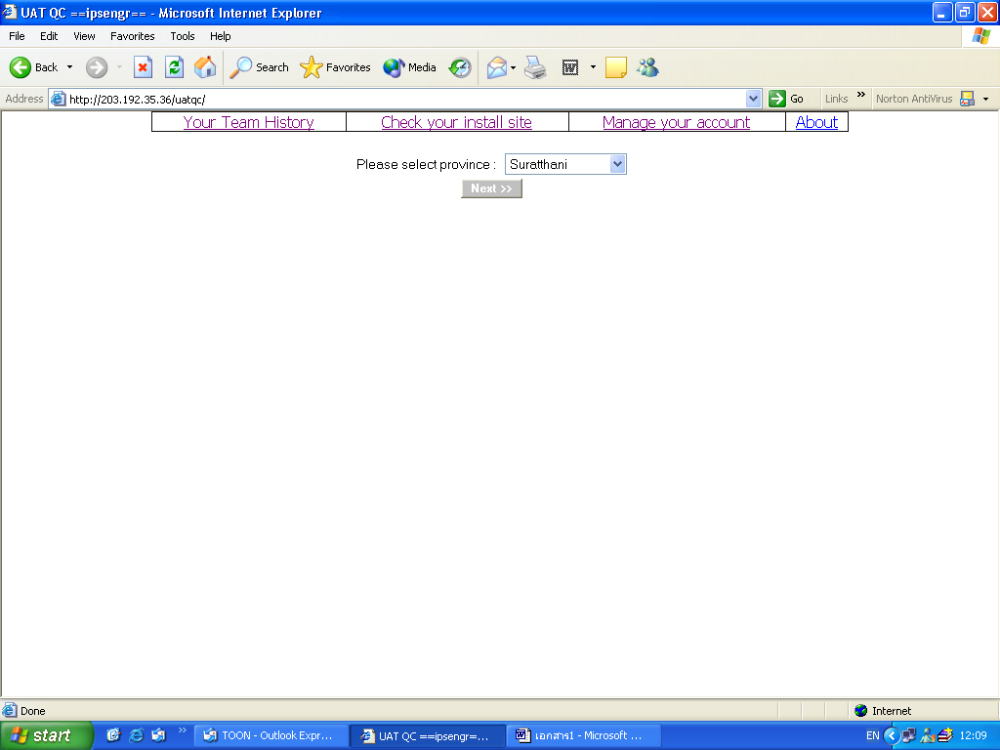 UAT QC ==ipsengr== - Microsoft Internet Explorer
File Edit View Favorites Tools Help
Back Search Favorites Media
Address http://203.192.35.36/uatqc/ Go Links » Norton AntiVirus
Your Team History Check your install site Manage your account About
Please select province : Suratthani
Next >>
Done Internet
start » TOON - Outlook Expr... UAT QC ==ipsengr=... เอกสาร1 - Microsoft ... EN 12:09